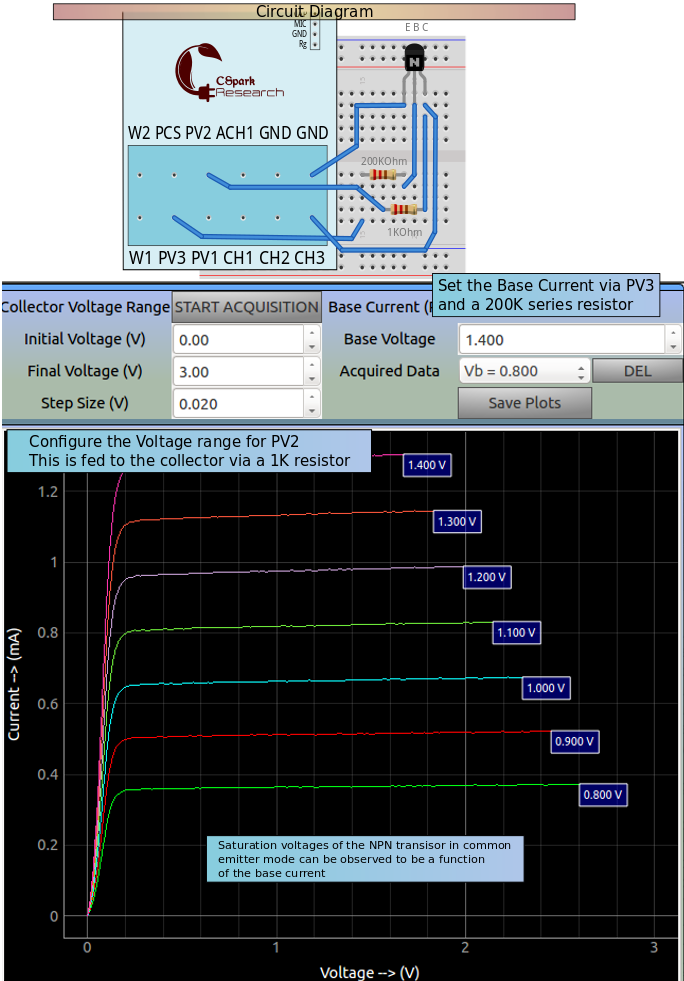 Circuit Diagram
MIC
GND
Rg
E B C
CSpark
Research
W2 PCS PV2 ACH1 GND GND
N
200KOhm
1KOhm
W1 PV3 PV1 CH1 CH2 CH3
Set the Base Current via PV3
and a 200K series resistor
Collector Voltage Range
START ACQUISITION
Base Current
Initial Voltage (V)
0.00
Base Voltage
1.400
Final Voltage (V)
3.00
Acquired Data
Vb = 0.800
DEL
Step Size (V)
0.020
Save Plots
Configure the Voltage range for PV2
This is fed to the collector via a 1K resistor
1.400 V
1.2
1.300 V
1
1.200 V
0.8
1.100 V
0.6
1.000 V
0.900 V
0.4
0.800 V
0.2
0
Current --> (mA)
Saturation voltages of the NPN transisor in common
emitter mode can be observed to be a function
of the base current
0
1
2
3
Voltage --> (V)